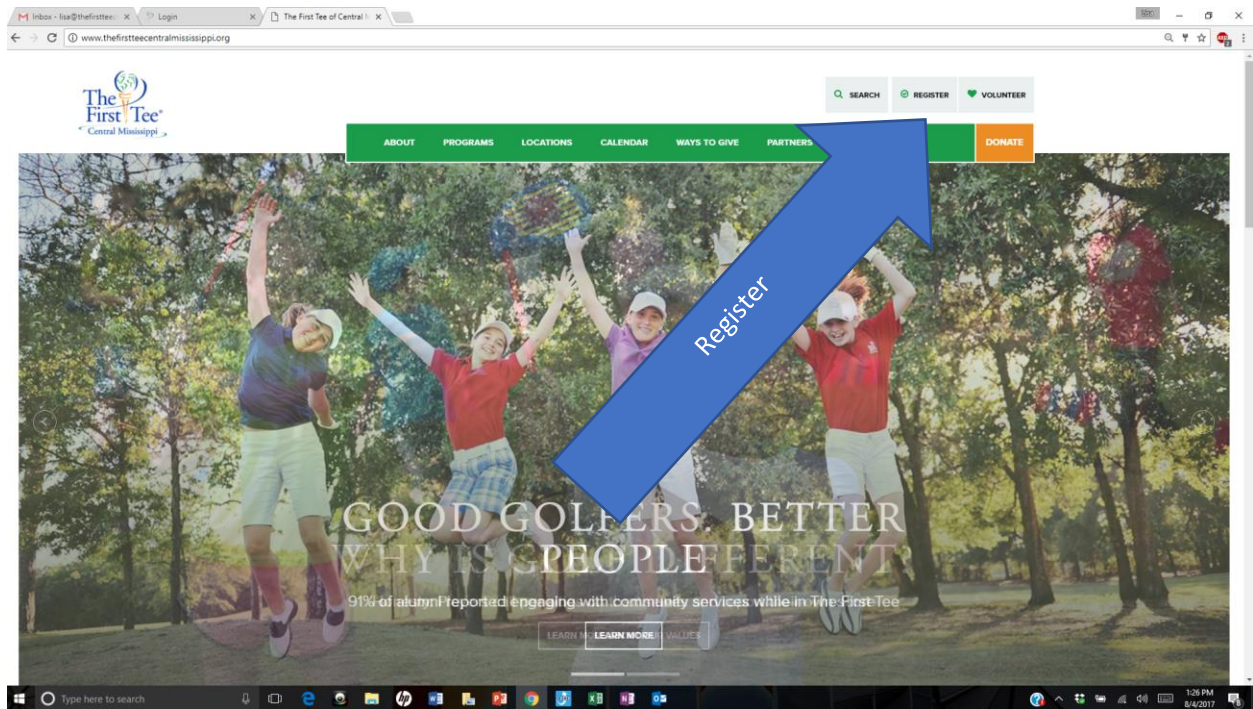 Inbox - lisa@thefirsttee
Login
The First Tee of Central
www.thefirstteecentralmississippi.org
The
First Tee
Central Mississippi
SEARCH
REGISTER
VOLUNTEER
ABOUT
PROGRAMS
LOCATIONS
CALENDAR
WAYS TO GIVE
PARTNERS
DONATE
Register
GOOD GOLFERS. BETTER
PEOPLE
WHY IS
91% of alumni reported engaging with community services while in The First Tee
LEARN MORE
Type here to search
1:26 PM
8/4/2017